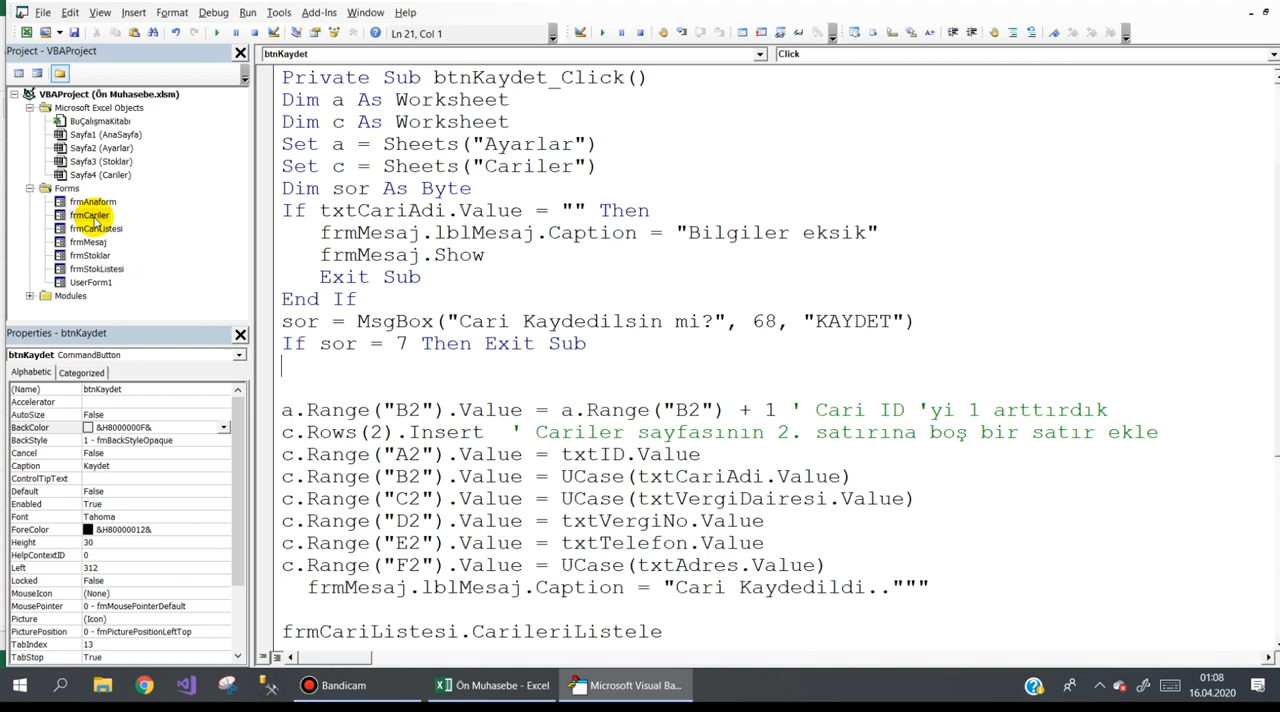 File Edit View Insert Format Debug Run Tools Add-Ins Window Help
Ln 21, Col 1
Project - VBAProject
btnKaydet
Click
VBAProject (Ön Muhasebe.xlsm)
Microsoft Excel Objects
BuÇalışmaKitabı
Sayfa1 (AnaSayfa)
Sayfa2 (Ayarlar)
Sayfa3 (Stoklar)
Sayfa4 (Cariler)
Forms
frmAnaform
frmCariler
frmCariListesi
frmMesaj
frmStoklar
frmStokListesi
UserForm1
Modules
Properties - btnKaydet
btnKaydet CommandButton
Alphabetic Categorized
(Name) btnKaydet
Accelerator
AutoSize False
BackColor &H8000000F&
BackStyle 1 - fmBackStyleOpaque
Cancel False
Caption Kaydet
ControlTipText
Default False
Enabled True
Font Tahoma
ForeColor &H80000012&
Height 30
HelpContextID 0
Left 312
Locked False
MouseIcon (None)
MousePointer 0 - fmMousePointerDefault
Picture (Icon)
PicturePosition 0 - fmPicturePositionLeftTop
TabIndex 13
TabStop True
Private Sub btnKaydet_Click()
Dim a As Worksheet
Dim c As Worksheet
Set a = Sheets("Ayarlar")
Set c = Sheets("Cariler")
Dim sor As Byte
If txtCariAdi.Value = "" Then
frmMesaj.lblMesaj.Caption = "Bilgiler eksik"
frmMesaj.Show
Exit Sub
End If
sor = MsgBox("Cari Kaydedilsin mi?", 68, "KAYDET")
If sor = 7 Then Exit Sub
a.Range("B2").Value = a.Range("B2") + 1 ' Cari ID 'yi 1 arttırdık
c.Rows(2).Insert ' Cariler sayfasının 2. satırına boş bir satır ekle
c.Range("A2").Value = txtID.Value
c.Range("B2").Value = UCase(txtCariAdi.Value)
c.Range("C2").Value = UCase(txtVergiDairesi.Value)
c.Range("D2").Value = txtVergiNo.Value
c.Range("E2").Value = txtTelefon.Value
c.Range("F2").Value = UCase(txtAdres.Value)
frmMesaj.lblMesaj.Caption = "Cari Kaydedildi.."""
frmCariListesi.CarileriListele
Bandicam
Ön Muhasebe - Excel
Microsoft Visual Ba...
01:08
16.04.2020